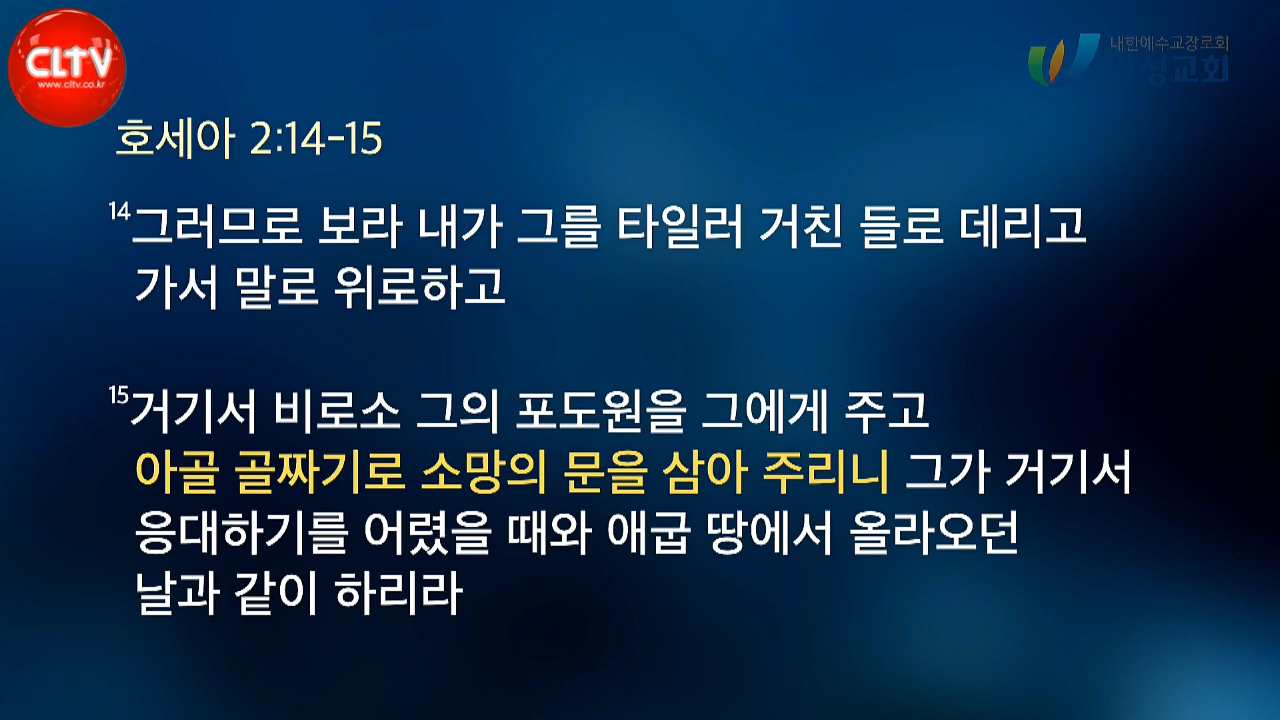 CLTV
www.cltv.co.kr
대한예수교장로회
호세아 2:14-15
14 그러므로 보라 내가 그를 타일러 거친 들로 데리고
가서 말로 위로하고
15 거기서 비로소 그의 포도원을 그에게 주고
아골 골짜기로 소망의 문을 삼아 주리니 그가 거기서
응대하기를 어렸을 때와 애굽 땅에서 올라오던
날과 같이 하리라